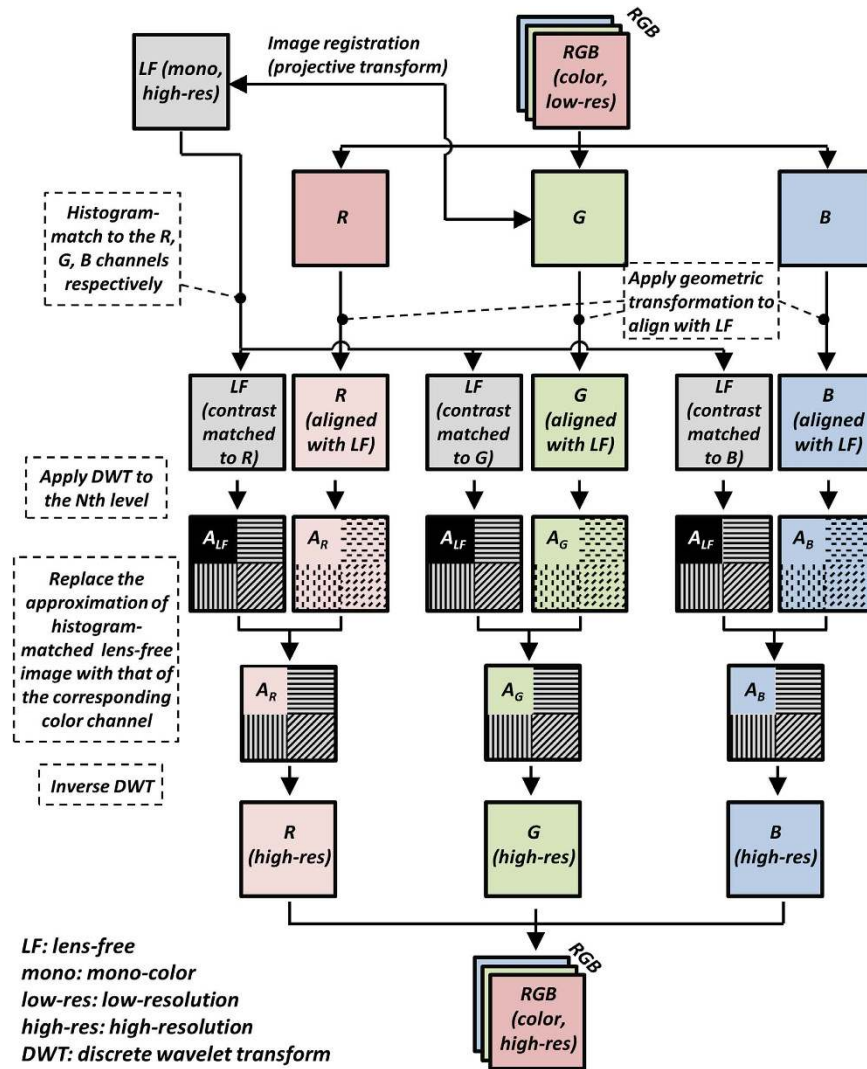 RGB
LF (mono,
high-res)
Image registration
(projective transform)
RGB
(color,
low-res)
R
G
B
Histogram-
match to the R,
G, B channels
respectively
Apply geometric
transformation to
align with LF
LF
(contrast
matched
to R)
R
(aligned
with LF)
LF
(contrast
matched
to G)
G
(aligned
with LF)
LF
(contrast
matched
to B)
B
(aligned
with LF)
Apply DWT to
the Nth level
A_LF
A_R
A_LF
A_G
A_LF
A_B
Replace the
approximation of
histogram-
matched lens-free
image with that of
the corresponding
color channel
A_R
A_G
A_B
Inverse DWT
R
(high-res)
G
(high-res)
B
(high-res)
RGB
RGB
(color,
high-res)
LF: lens-free
mono: mono-color
low-res: low-resolution
high-res: high-resolution
DWT: discrete wavelet transform